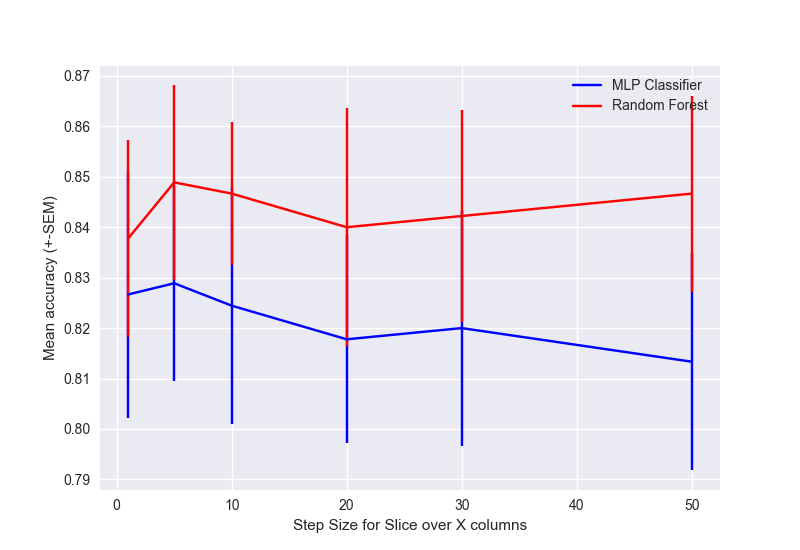 MLP Classifier
Random Forest
0.87
0.86
0.85
0.84
0.83
0.82
0.81
0.80
0.79
Mean accuracy (+-SEM)
0 10 20 30 40 50
Step Size for Slice over X columns